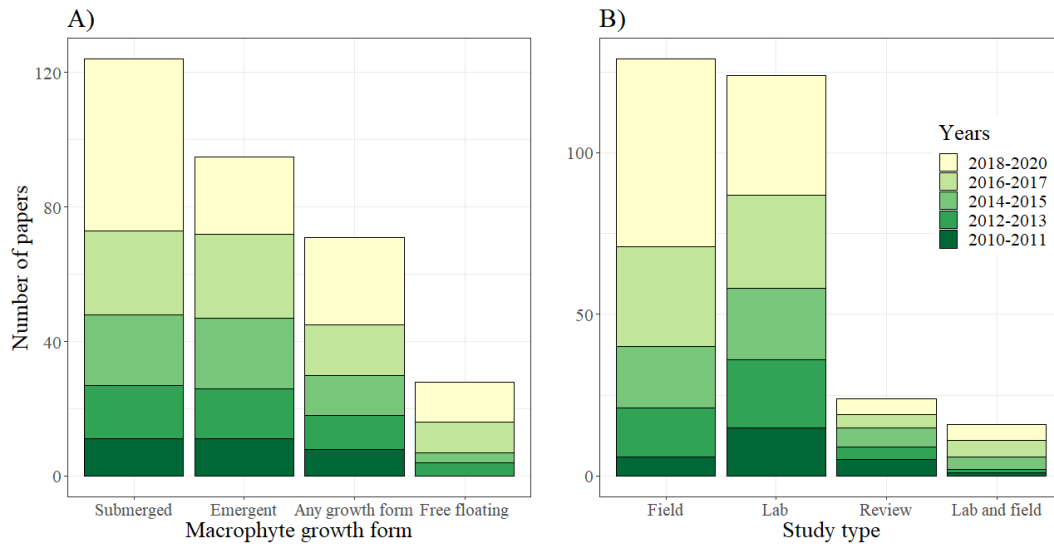 A)
Number of papers
120
80
40
0
Submerged Emergent Any growth form Free floating
Macrophyte growth form
B)
100
50
0
Years
2018-2020
2016-2017
2014-2015
2012-2013
2010-2011
Field Lab Review Lab and field
Study type